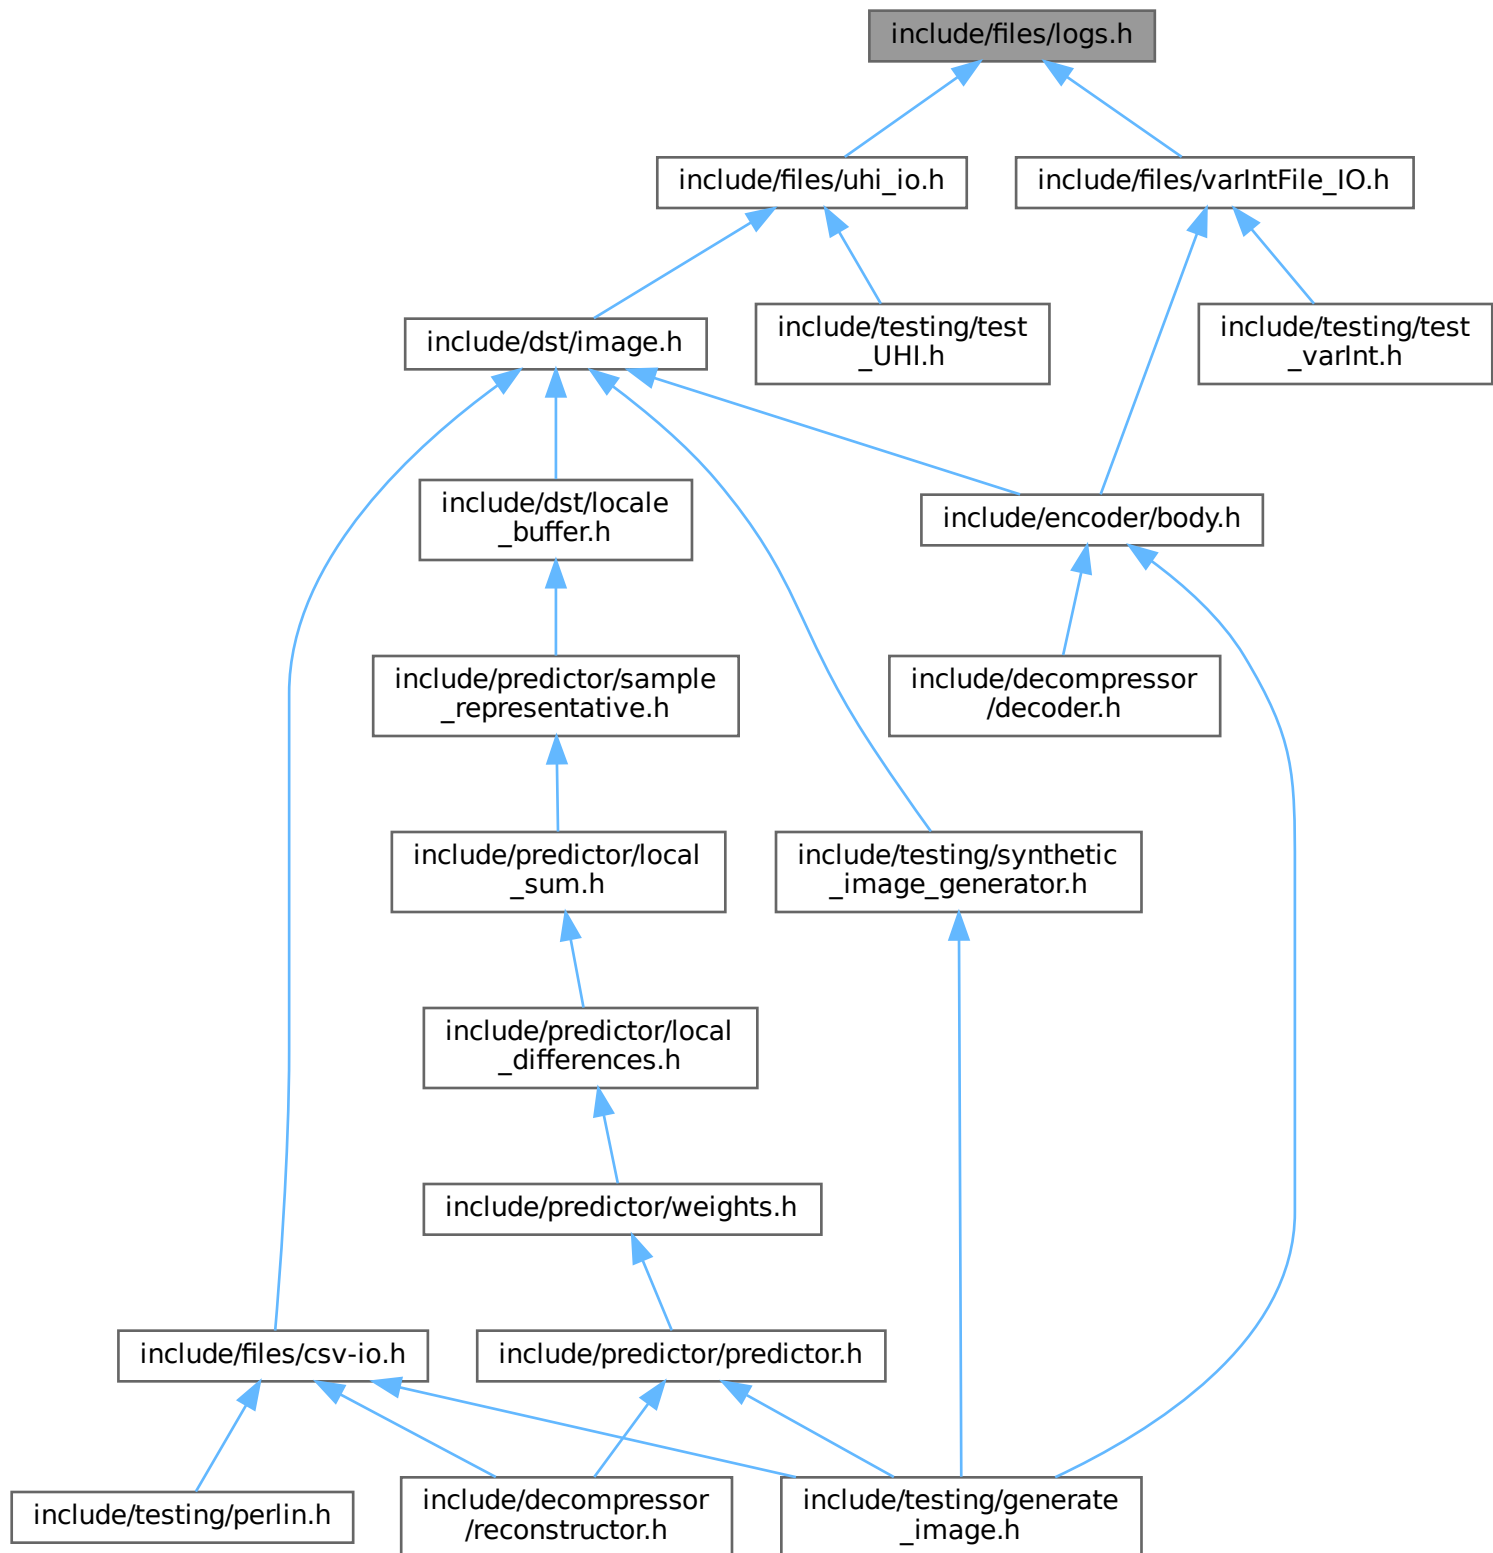 include/files/logs.h
include/files/uhi_io.h
include/files/varIntFile_IO.h
include/dst/image.h
include/testing/test
_UHI.h
include/testing/test
_varInt.h
include/dst/locale
_buffer.h
include/encoder/body.h
include/predictor/sample
_representative.h
include/decompressor
/decoder.h
include/predictor/local
_sum.h
include/testing/synthetic
_image_generator.h
include/predictor/local
_differences.h
include/predictor/weights.h
include/files/csv-io.h
include/predictor/predictor.h
include/testing/perlin.h
include/decompressor
/reconstructor.h
include/testing/generate
_image.h